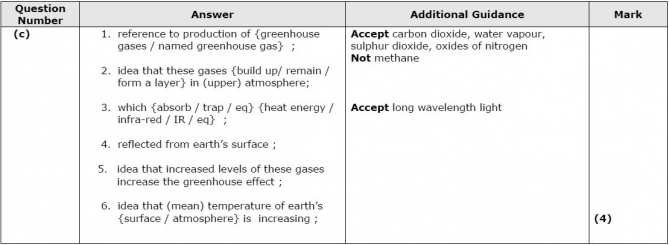 Question Number
Answer
Additional Guidance
Mark
(c)
1. reference to production of {greenhouse
gases / named greenhouse gas} ;
Accept carbon dioxide, water vapour,
sulphur dioxide, oxides of nitrogen
Not methane
2. idea that these gases {build up/ remain /
form a layer} in (upper) atmosphere;
3. which {absorb / trap / eq} {heat energy /
infra-red / IR / eq} ;
Accept long wavelength light
4. reflected from earth's surface ;
5. idea that increased levels of these gases
increase the greenhouse effect ;
6. idea that (mean) temperature of earth's
{surface / atmosphere} is increasing ;
(4)